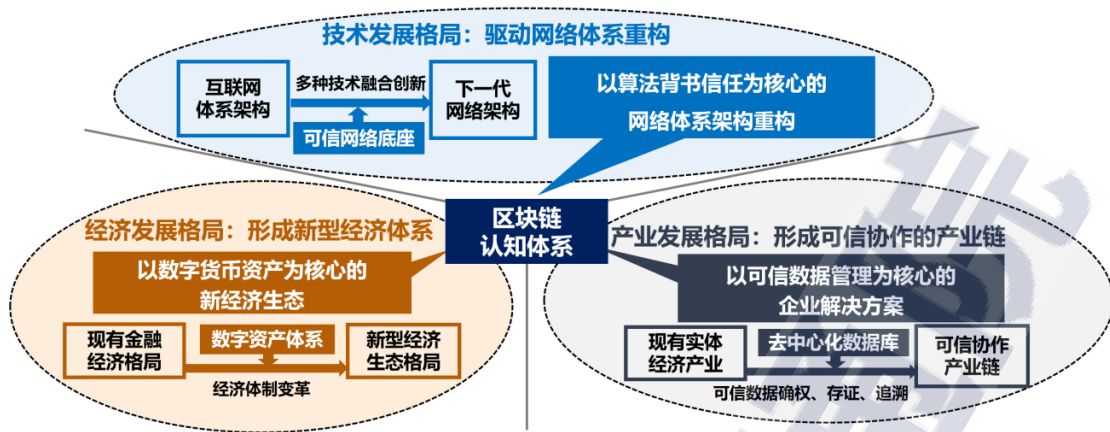 技术发展格局：驱动网络体系重构
互联网
体系架构
多种技术融合创新
可信网络底座
下一代
网络架构
以算法背书信任为核心的
网络体系架构重构
区块链
认知体系
经济发展格局：形成新型经济体系
以数字货币资产为核心的
新经济生态
现有金融
经济格局
数字资产体系
经济体制变革
新型经济
生态格局
产业发展格局：形成可信协作的产业链
以可信数据管理为核心的
企业解决方案
现有实体
经济产业
去中心化数据库
可信数据确权、存证、追溯
可信协作
产业链